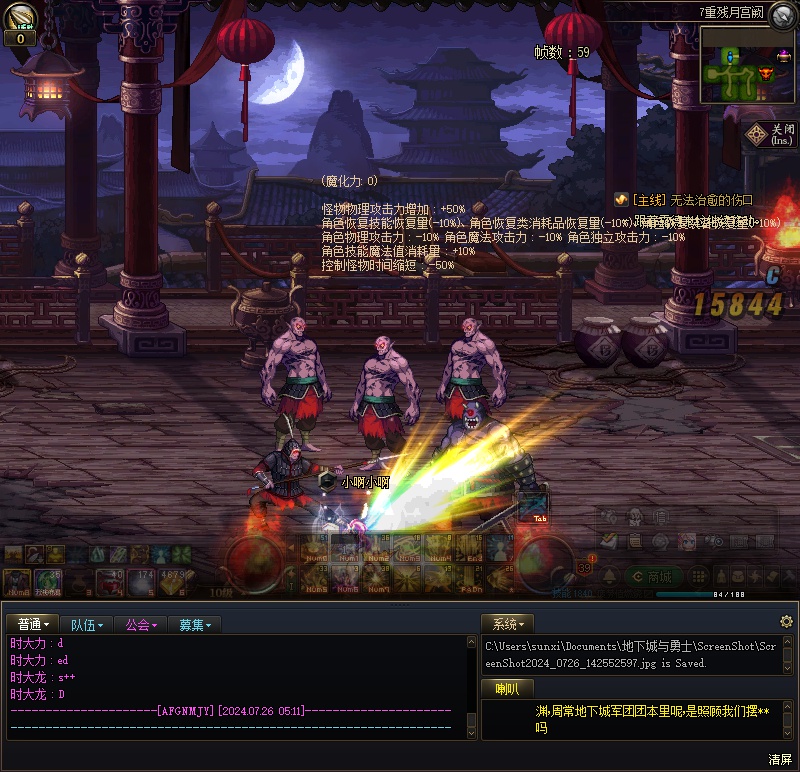 0
7重残月宫阙
帧数：59
关闭
(Ins.)
(魔化力: 0)
[主线] 无法治愈的伤口
怪物物理攻击力增加：+50%
角色恢复技能恢复量(-10%)
角色恢复类消耗品恢复量(-10%)
角色物理攻击力：-10% 角色魔法攻击力：-10% 角色独立攻击力：-10%
角色技能魔法值消耗量：+10%
控制怪物时间缩短：-50%
C
15844
小啊小啊
Tab
10级
39
商城
84/188
普通
队伍
公会
募集
时大力：d
时大力：ed
时大龙：s++
时大龙：D
[AFGNMJY] [2024.07.26 05:11]
系统
C:\Users\sunxi\Documents\地下城与勇士\ScreenShot\Scr
eenShot2024_0726_142552597.jpg is Saved.
喇叭
渊,周常地下城军团团本里呢,是照顾我们摆**
吗
清屏